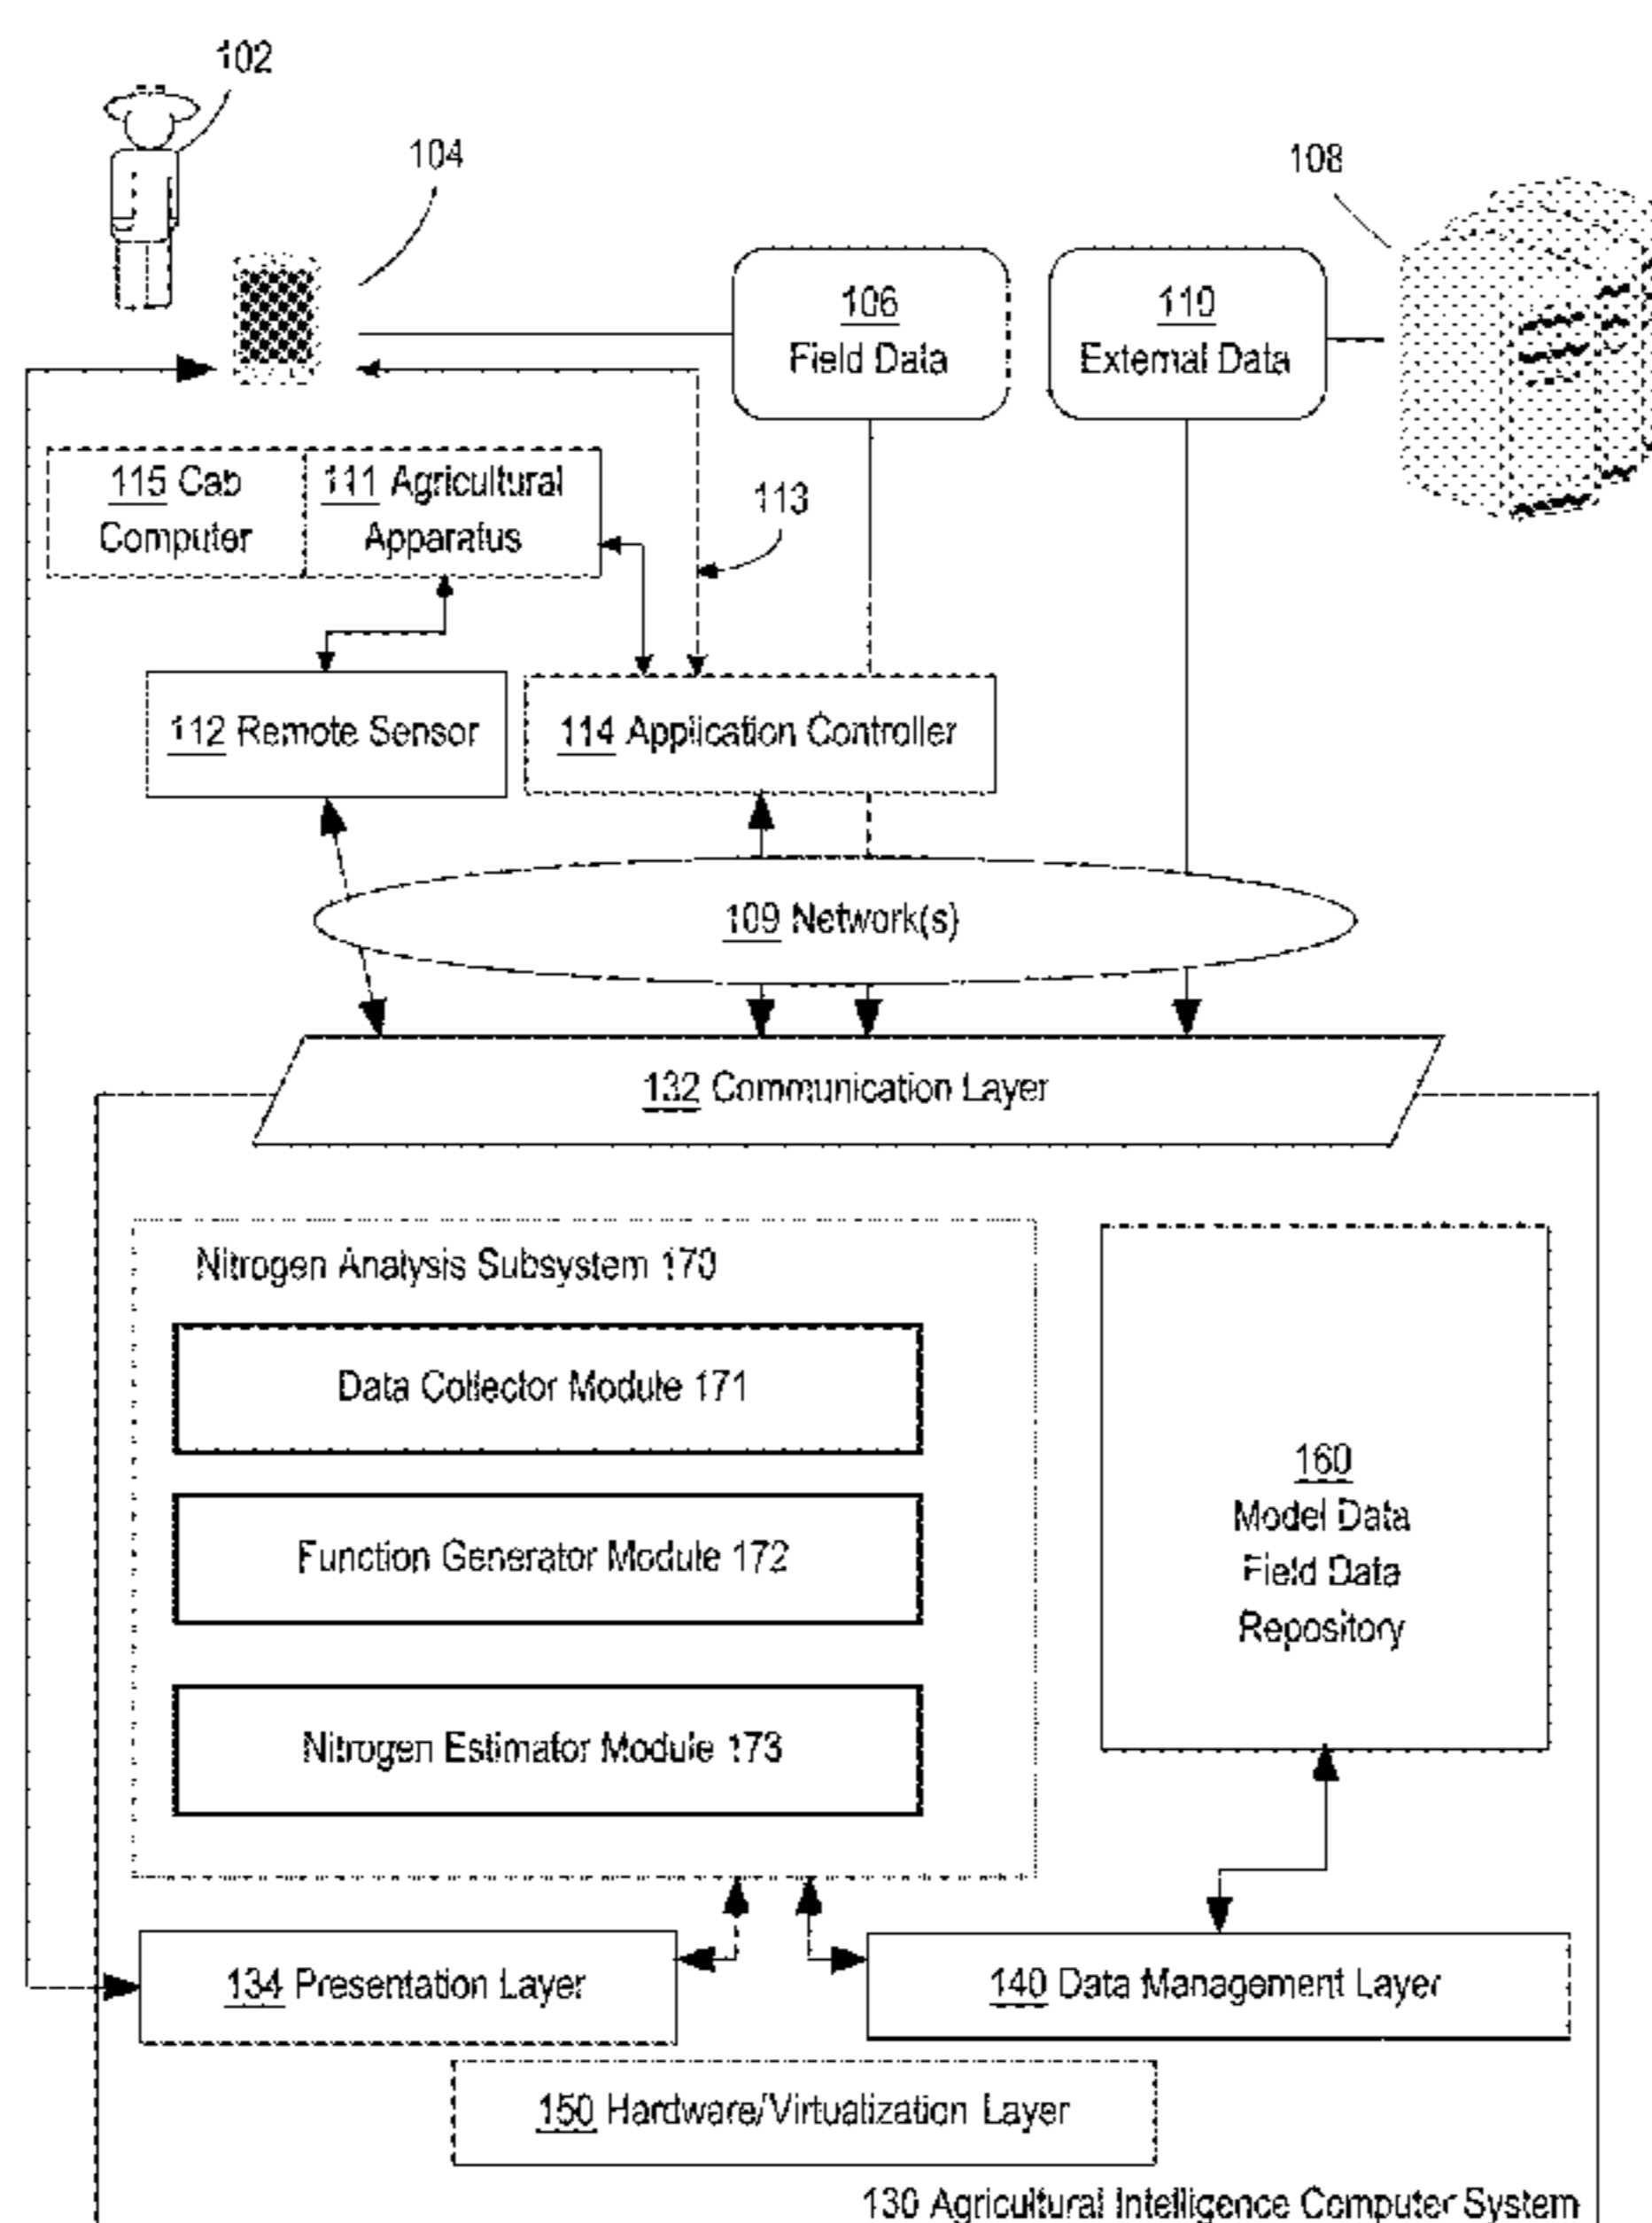 102
104
108
106
Field Data
110
External Data
115 Cab
Computer
111 Agricultural
Apparatus
113
112 Remote Sensor
114 Application Controller
109 Network(s)
132 Communication Layer
Nitrogen Analysis Subsystem 170
Data Collector Module 171
Function Generator Module 172
Nitrogen Estimator Module 173
160
Model Data
Field Data
Repository
134 Presentation Layer
140 Data Management Layer
150 Hardware/Virtualization Layer
130 Agricultural Intelligence Computer System